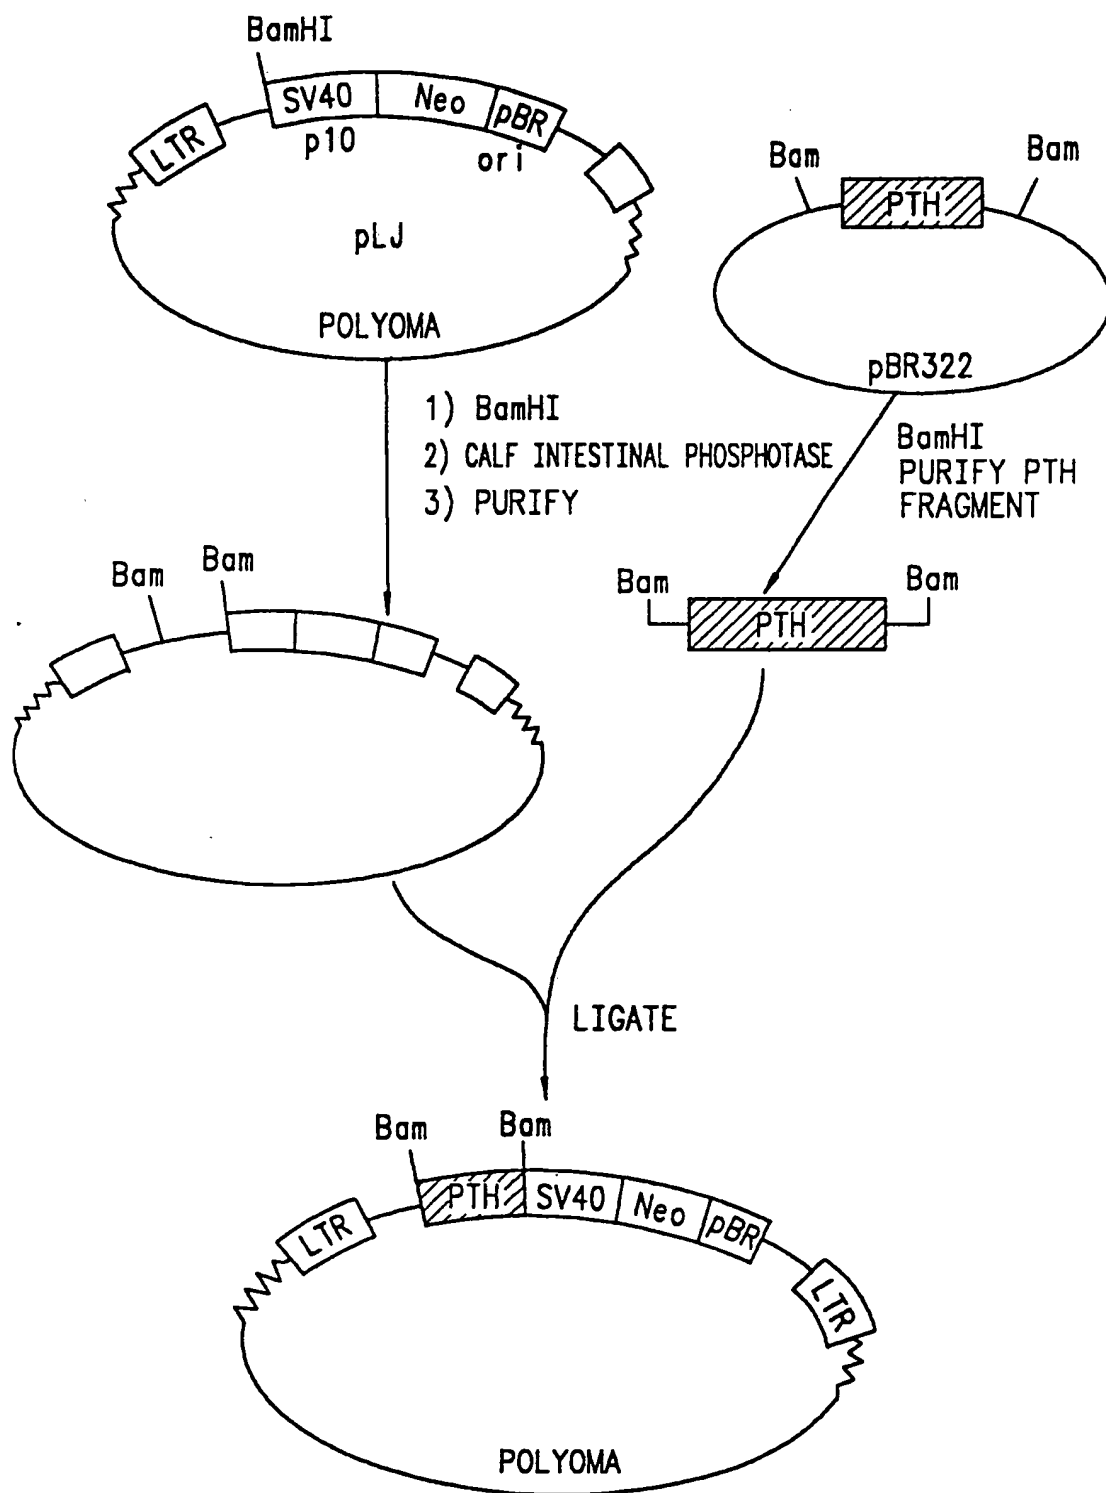 BamHI
SV40 Neo pBR
LTR p10 ori
pLJ
POLYOMA
Bam Bam
PTH
pBR322
1) BamHI
2) CALF INTESTINAL PHOSPHOTASE
3) PURIFY
BamHI
PURIFY PTH
FRAGMENT
Bam Bam
Bam Bam
PTH
LIGATE
Bam Bam
PTH SV40 Neo pBR
LTR LTR
POLYOMA